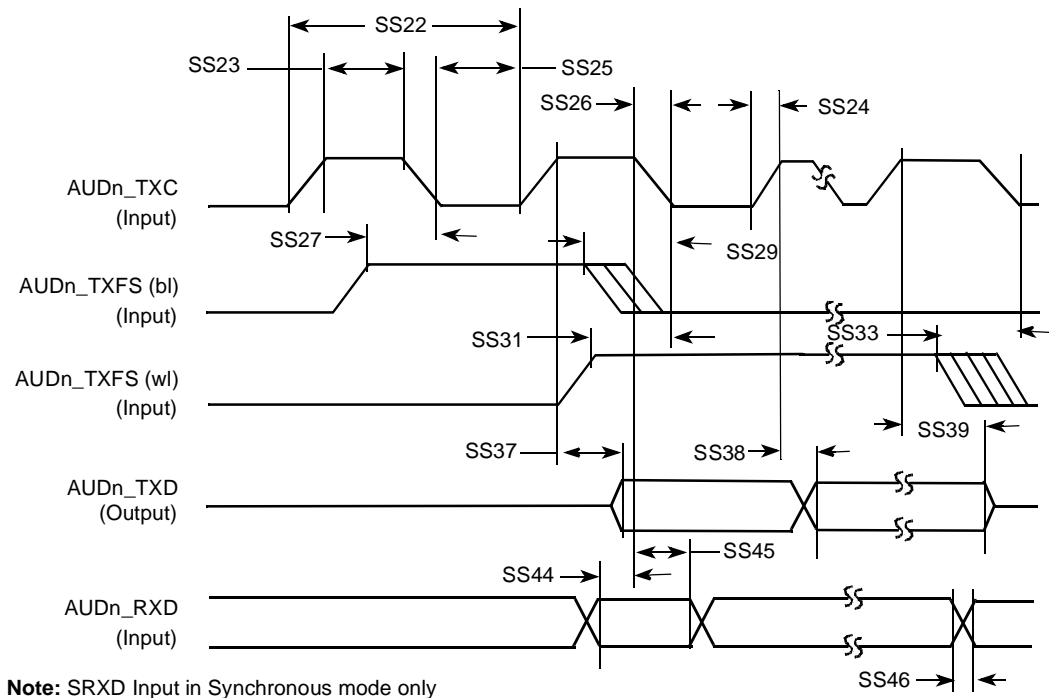 SS22
SS23
SS25
SS26
SS24
AUDn_TXC
(Input)
SS27
SS29
AUDn_TXFS (bl)
(Input)
SS31
SS33
AUDn_TXFS (wl)
(Input)
SS39
SS37
SS38
AUDn_TXD
(Output)
SS45
SS44
AUDn_RXD
(Input)
SS46
Note: SRXD Input in Synchronous mode only